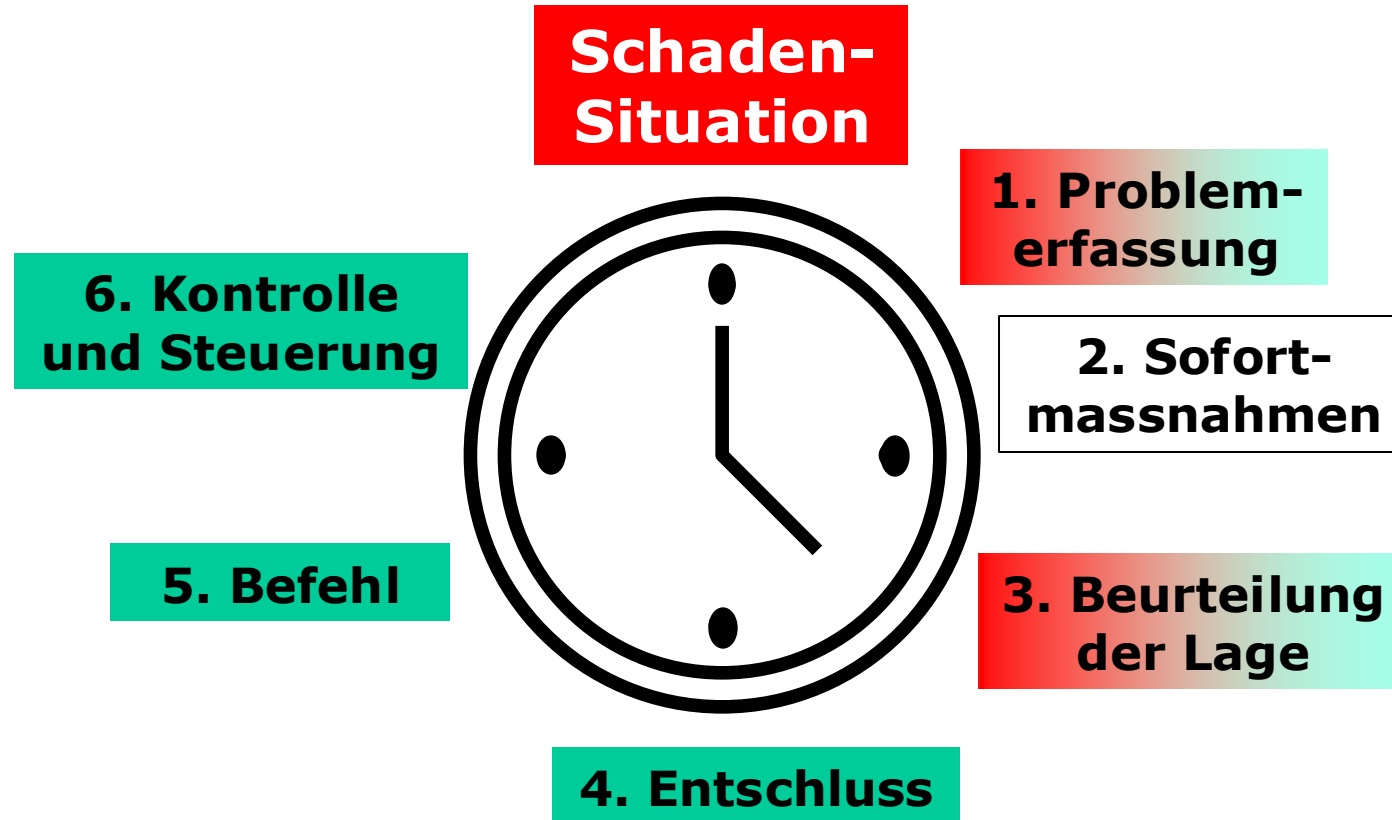 Schaden-
Situation
1. Problem-
erfassung
2. Sofort-
massnahmen
3. Beurteilung
der Lage
4. Entschluss
5. Befehl
6. Kontrolle
und Steuerung